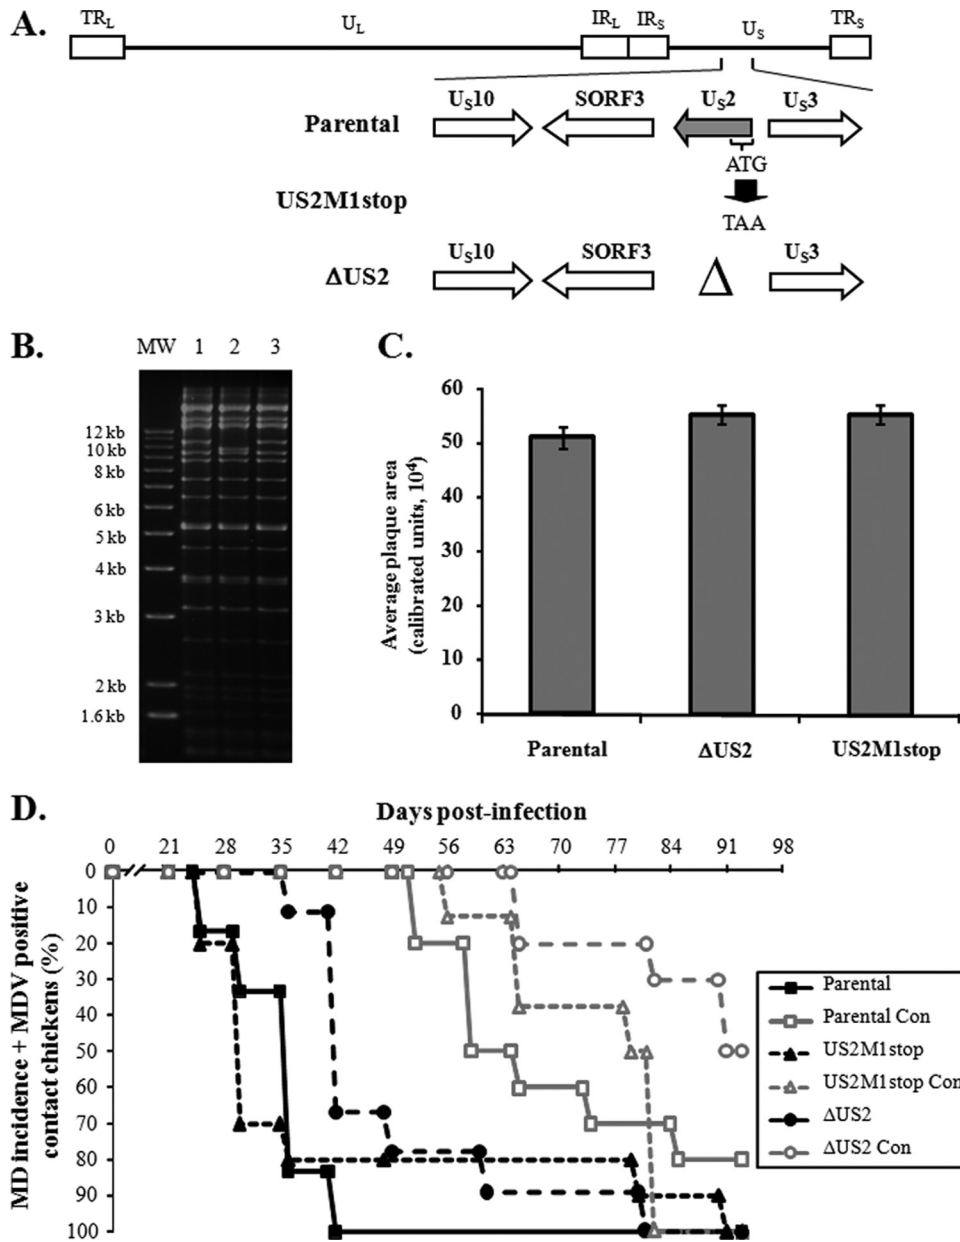 A.
TRL UL IRL IRS US TRS
US10 SORF3 US2 US3
Parental
ATG
US2M1stop
TAA
US10 SORF3 US3
ΔUS2 Δ
B.
MW 1 2 3
12 kb
10 kb
8 kb
6 kb
5 kb
4 kb
3 kb
2 kb
1.6 kb
C.
Average plaque area
(calibrated units, 10⁴)
60
50
40
30
20
10
0
Parental ΔUS2 US2M1stop
D.
Days post-infection
0 21 28 35 42 49 56 63 70 77 84 91 98
MD incidence + MDV positive
contact chickens (%)
0
10
20
30
40
50
60
70
80
90
100
Parental
Parental Con
US2M1stop
US2M1stop Con
ΔUS2
ΔUS2 Con